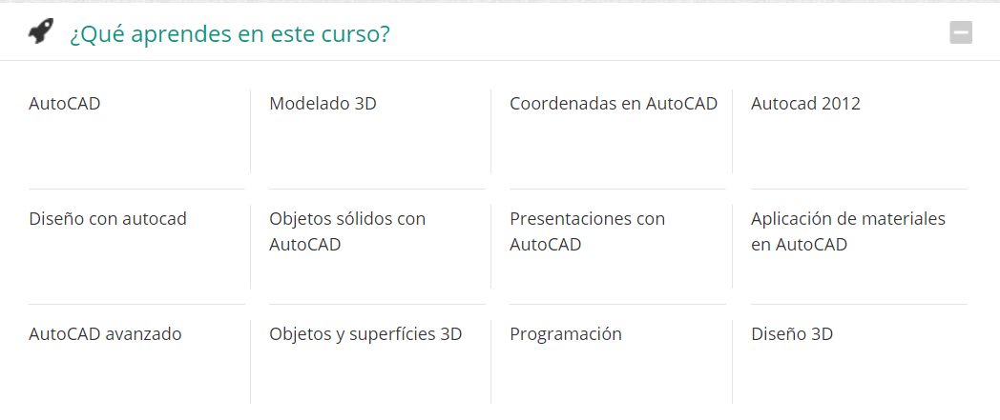 ¿Qué aprendes en este curso?
AutoCAD
Modelado 3D
Coordenadas en AutoCAD
Autocad 2012
Diseño con autocad
Objetos sólidos con
AutoCAD
Presentaciones con
AutoCAD
Aplicación de materiales
en AutoCAD
AutoCAD avanzado
Objetos y superfícies 3D
Programación
Diseño 3D